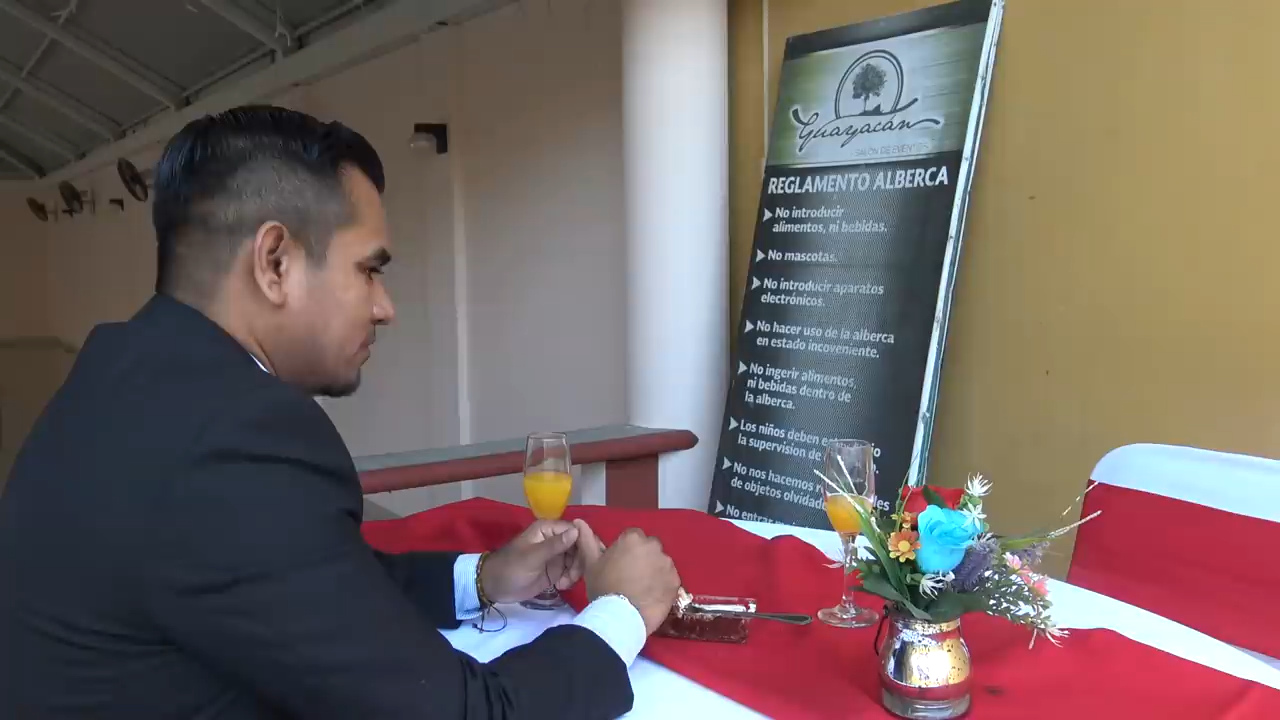 Guayacán
SALÓN DE EVENTOS
REGLAMENTO ALBERCA
No introducir
alimentos, ni bebidas.
No mascotas.
No introducir aparatos
electrónicos.
No hacer uso de la alberca
en estado incoveniente.
No ingerir alimentos,
ni bebidas dentro de
la alberca.
Los niños deben
la supervision de
No nos hacemos
de objetos
No entrar